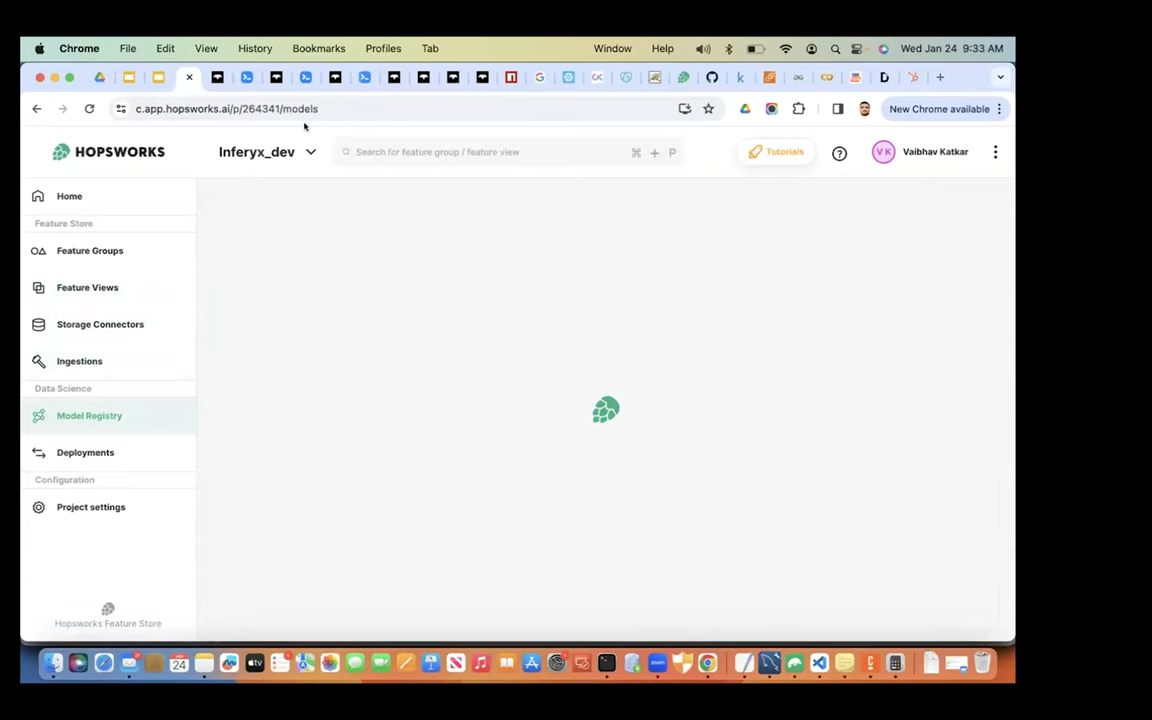 Chrome File Edit View History Bookmarks Profiles Tab Window Help Wed Jan 24 9:33 AM
c.app.hopsworks.ai/p/264341/models New Chrome available
HOPSWORKS Inferyx_dev Search for feature group / feature view ⌘ + P Tutorials ? V K Vaibhav Katkar
Home
Feature Store
Feature Groups
Feature Views
Storage Connectors
Ingestions
Data Science
Model Registry
Deployments
Configuration
Project settings
Hopsworks Feature Store
24